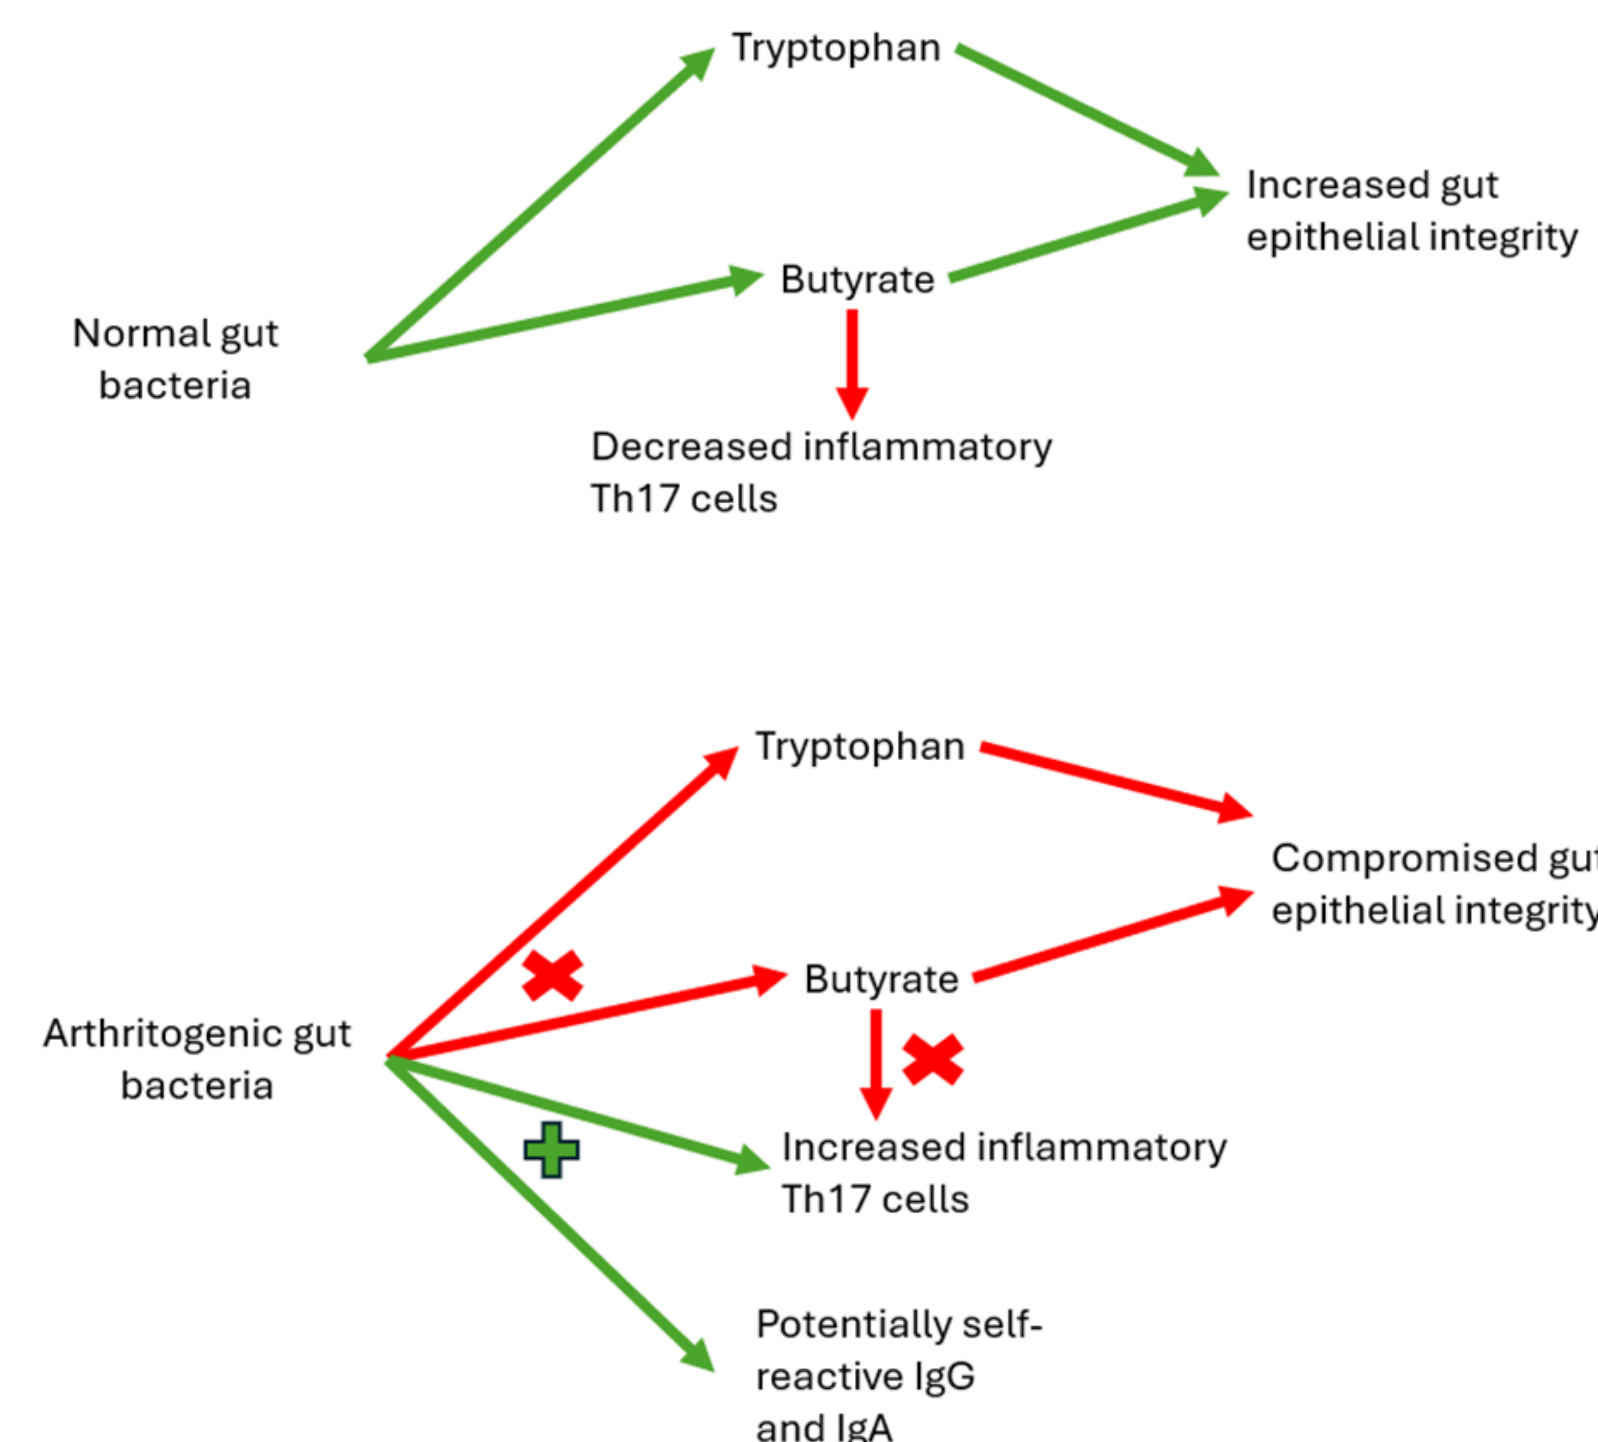 Tryptophan
Increased gut
epithelial integrity
Butyrate
Normal gut
bacteria
Decreased inflammatory
Th17 cells
Tryptophan
Compromised gut
epithelial integrity
Butyrate
Arthritogenic gut
bacteria
Increased inflammatory
Th17 cells
Potentially self-
reactive IgG
and IgA